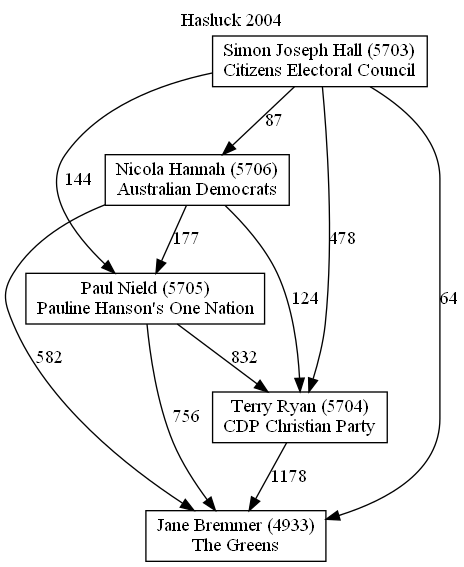 Hasluck 2004
Simon Joseph Hall (5703)
Citizens Electoral Council
87
Nicola Hannah (5706)
Australian Democrats
144
177
478
64
Paul Nield (5705)
Pauline Hanson's One Nation
124
582
832
756
Terry Ryan (5704)
CDP Christian Party
1178
Jane Bremmer (4933)
The Greens